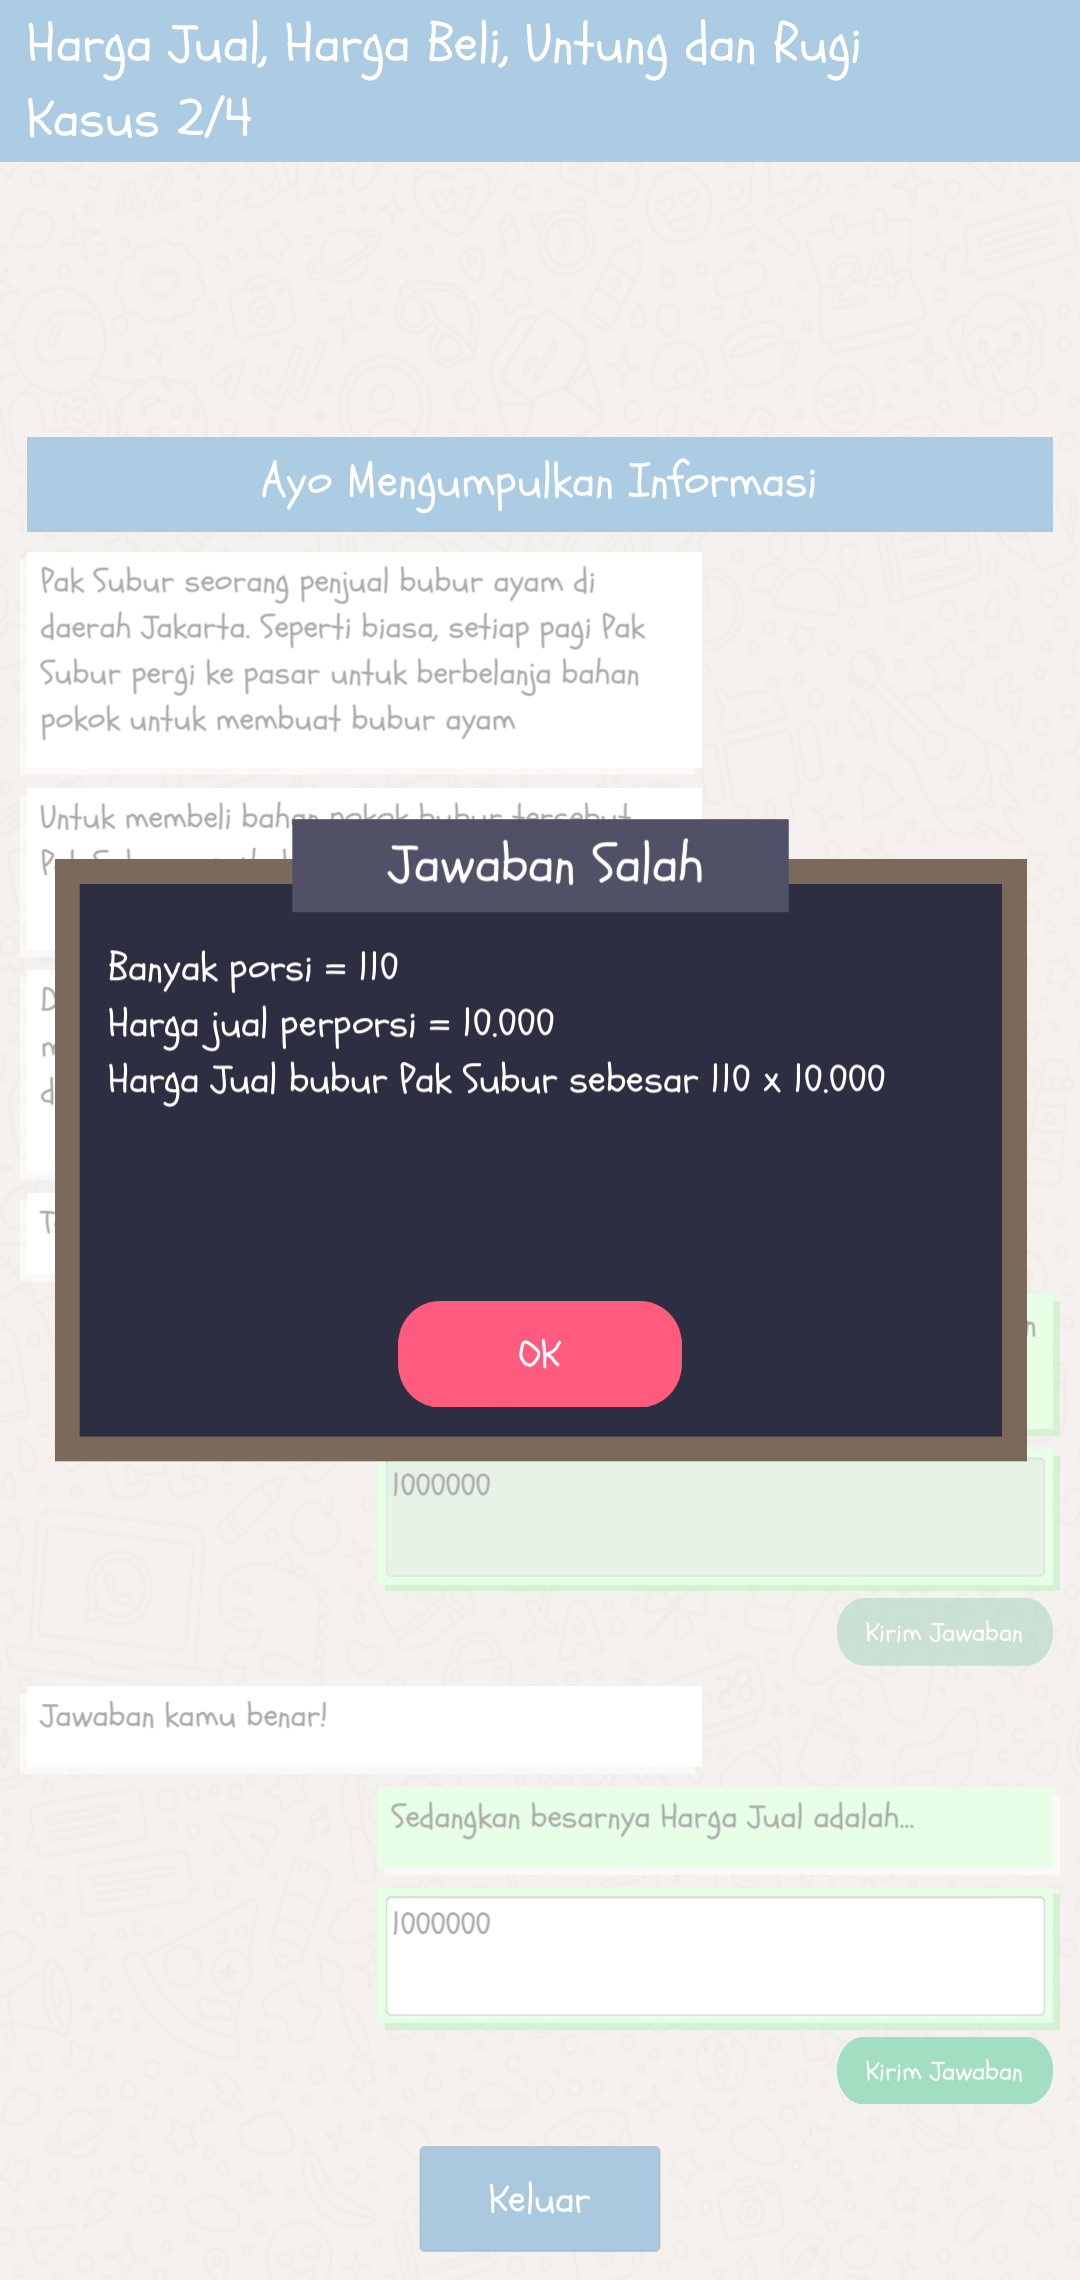 Harga Jual, Harga Beli, Untung dan Rugi
Kasus 2/4
Ayo Mengumpulkan Informasi
Pak Subur seorang penjual bubur ayam di
daerah Jakarta. Seperti biasa, setiap pagi Pak
Subur pergi ke pasar untuk berbelanja bahan
pokok untuk membuat bubur ayam
Untuk membeli bahan pokok bubur tersebut
Jawaban Salah
Banyak porsi = 110
Harga jual perporsi = 10.000
Harga Jual bubur Pak Subur sebesar 110 x 10.000
OK
1000000
Kirim Jawaban
Jawaban kamu benar!
Sedangkan besarnya Harga Jual adalah...
1000000
Kirim Jawaban
Keluar